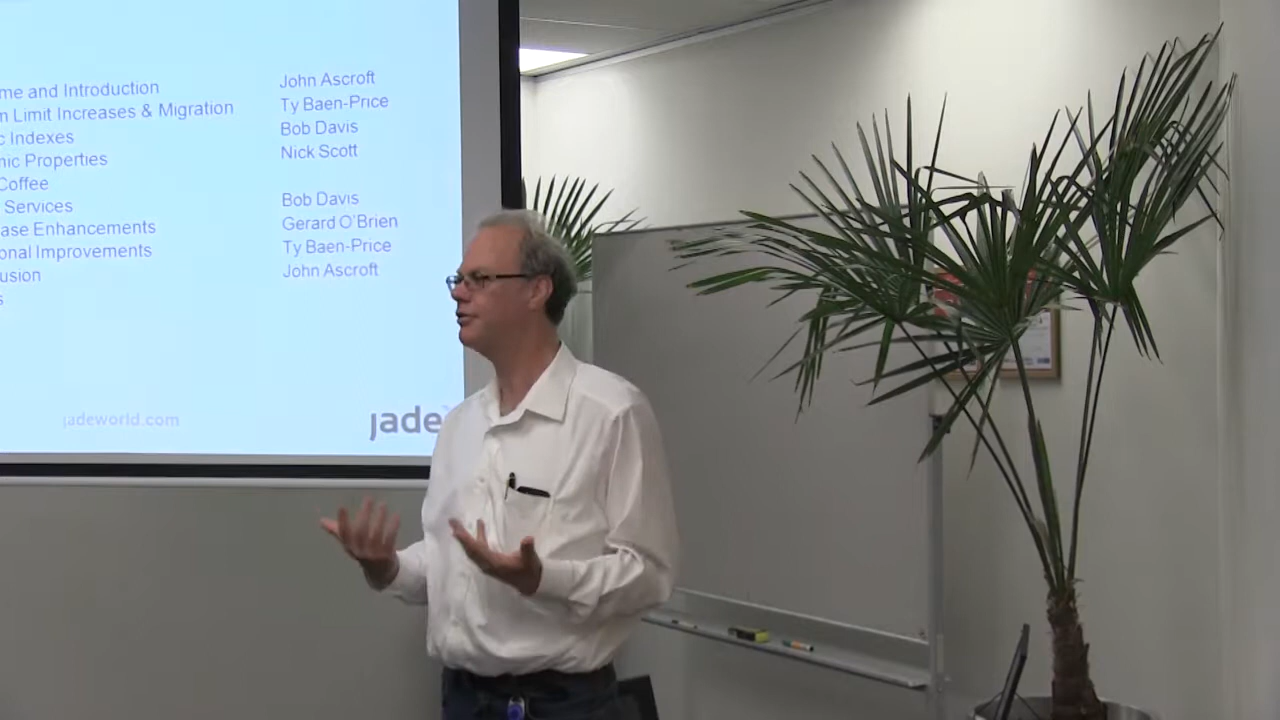 me and Introduction John Ascroft
n Limit Increases & Migration Ty Baen-Price
c Indexes Bob Davis
nic Properties Nick Scott
Coffee
Services Bob Davis
ase Enhancements Gerard O'Brien
onal Improvements Ty Baen-Price
usion John Ascroft
s
jadeworld.com
jade